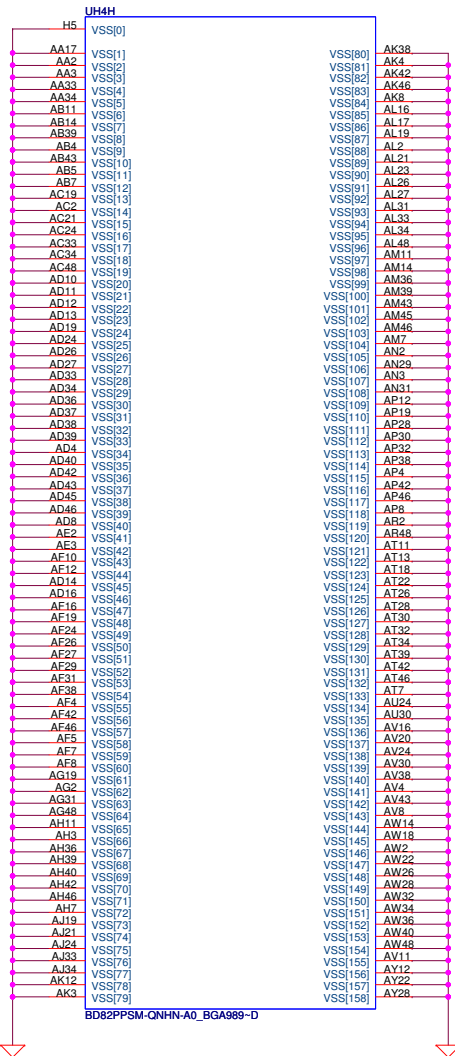 UH4H
H5 VSS[0]
AA17 VSS[1]
AA2 VSS[2]
AA3 VSS[3]
AA33 VSS[4]
AA34 VSS[5]
AB11 VSS[6]
AB14 VSS[7]
AB39 VSS[8]
AB4 VSS[9]
AB43 VSS[10]
AB5 VSS[11]
AB7 VSS[12]
AC19 VSS[13]
AC2 VSS[14]
AC21 VSS[15]
AC24 VSS[16]
AC33 VSS[17]
AC34 VSS[18]
AC48 VSS[19]
AD10 VSS[20]
AD11 VSS[21]
AD12 VSS[22]
AD13 VSS[23]
AD19 VSS[24]
AD24 VSS[25]
AD26 VSS[26]
AD27 VSS[27]
AD33 VSS[28]
AD34 VSS[29]
AD36 VSS[30]
AD37 VSS[31]
AD38 VSS[32]
AD39 VSS[33]
AD4 VSS[34]
AD40 VSS[35]
AD42 VSS[36]
AD43 VSS[37]
AD45 VSS[38]
AD46 VSS[39]
AD8 VSS[40]
AE2 VSS[41]
AE3 VSS[42]
AF10 VSS[43]
AF12 VSS[44]
AD14 VSS[45]
AD16 VSS[46]
AF16 VSS[47]
AF19 VSS[48]
AF24 VSS[49]
AF26 VSS[50]
AF27 VSS[51]
AF29 VSS[52]
AF31 VSS[53]
AF38 VSS[54]
AF4 VSS[55]
AF42 VSS[56]
AF46 VSS[57]
AF5 VSS[58]
AF7 VSS[59]
AF8 VSS[60]
AG19 VSS[61]
AG2 VSS[62]
AG31 VSS[63]
AG48 VSS[64]
AH11 VSS[65]
AH3 VSS[66]
AH36 VSS[67]
AH39 VSS[68]
AH40 VSS[69]
AH42 VSS[70]
AH46 VSS[71]
AH7 VSS[72]
AJ19 VSS[73]
AJ21 VSS[74]
AJ24 VSS[75]
AJ33 VSS[76]
AJ34 VSS[77]
AK12 VSS[78]
AK3 VSS[79]
VSS[80] AK38
VSS[81] AK4
VSS[82] AK42
VSS[83] AK46
VSS[84] AK8
VSS[85] AL16
VSS[86] AL17
VSS[87] AL19
VSS[88] AL2
VSS[89] AL21
VSS[90] AL23
VSS[91] AL26
VSS[92] AL27
VSS[93] AL31
VSS[94] AL33
VSS[95] AL34
VSS[96] AL48
VSS[97] AM11
VSS[98] AM14
VSS[99] AM36
VSS[100] AM39
VSS[101] AM43
VSS[102] AM45
VSS[103] AM46
VSS[104] AM7
VSS[105] AN2
VSS[106] AN29
VSS[107] AN3
VSS[108] AN31
VSS[109] AP12
VSS[110] AP19
VSS[111] AP28
VSS[112] AP30
VSS[113] AP32
VSS[114] AP38
VSS[115] AP4
VSS[116] AP42
VSS[117] AP46
VSS[118] AP8
VSS[119] AR2
VSS[120] AR48
VSS[121] AT11
VSS[122] AT13
VSS[123] AT18
VSS[124] AT22
VSS[125] AT26
VSS[126] AT28
VSS[127] AT30
VSS[128] AT32
VSS[129] AT34
VSS[130] AT39
VSS[131] AT42
VSS[132] AT46
VSS[133] AT7
VSS[134] AU24
VSS[135] AU30
VSS[136] AV16
VSS[137] AV20
VSS[138] AV24
VSS[139] AV30
VSS[140] AV38
VSS[141] AV4
VSS[142] AV43
VSS[143] AV8
VSS[144] AW14
VSS[145] AW18
VSS[146] AW2
VSS[147] AW22
VSS[148] AW26
VSS[149] AW28
VSS[150] AW32
VSS[151] AW34
VSS[152] AW36
VSS[153] AW40
VSS[154] AW48
VSS[155] AV11
VSS[156] AY12
VSS[157] AY22
VSS[158] AY28
BD82PPSM-QNHN-A0_BGA989~D